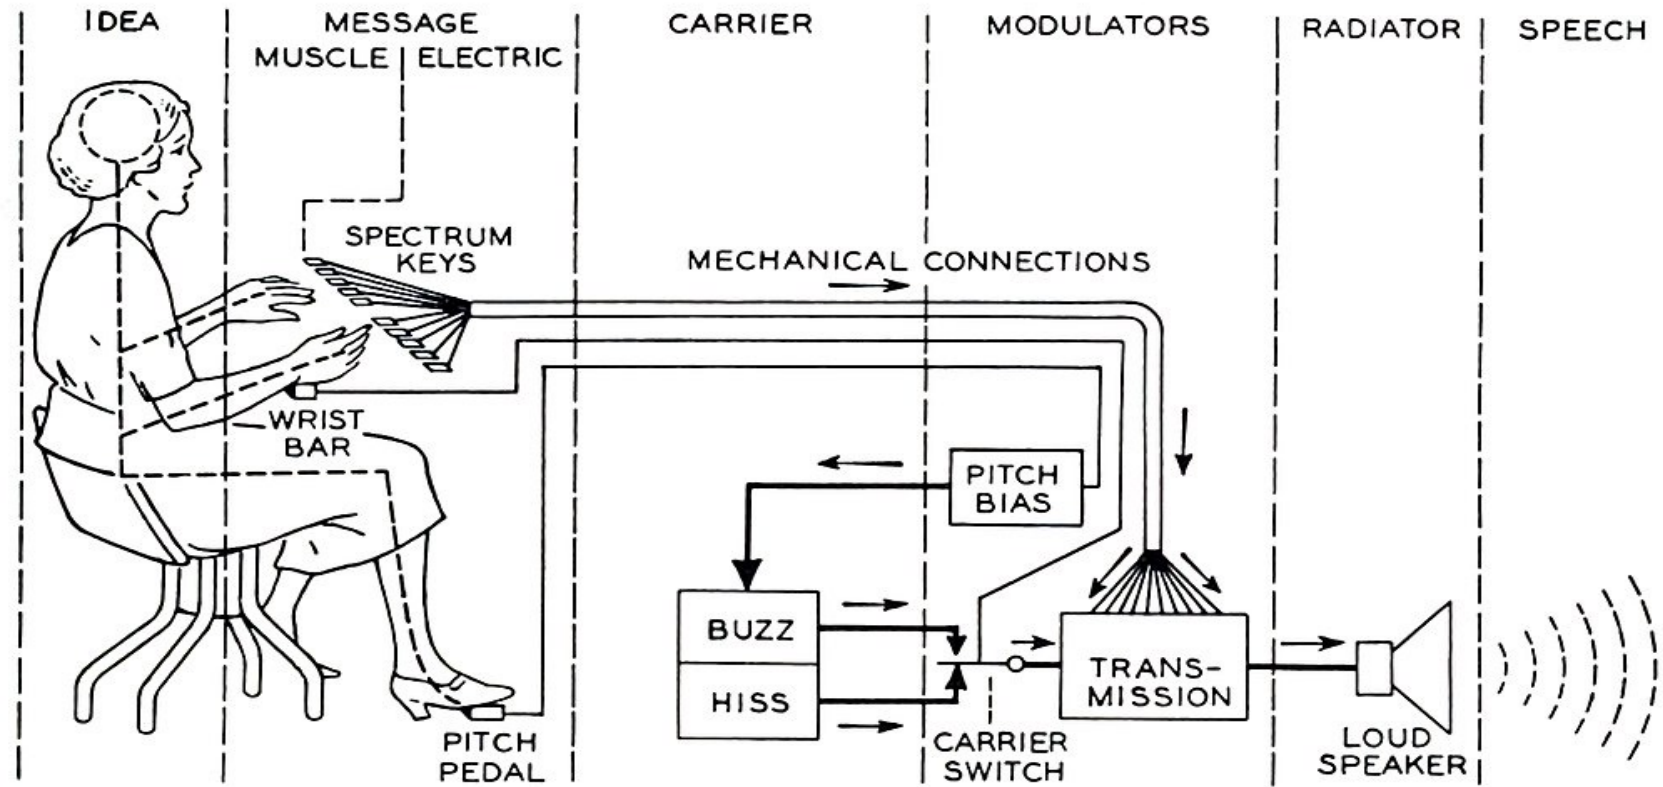 IDEA
MESSAGE
MUSCLE ELECTRIC
CARRIER
MODULATORS
RADIATOR
SPEECH
SPECTRUM
KEYS
MECHANICAL CONNECTIONS
WRIST
BAR
PITCH
BIAS
BUZZ
HISS
TRANS-
MISSION
PITCH
PEDAL
CARRIER
SWITCH
LOUD
SPEAKER